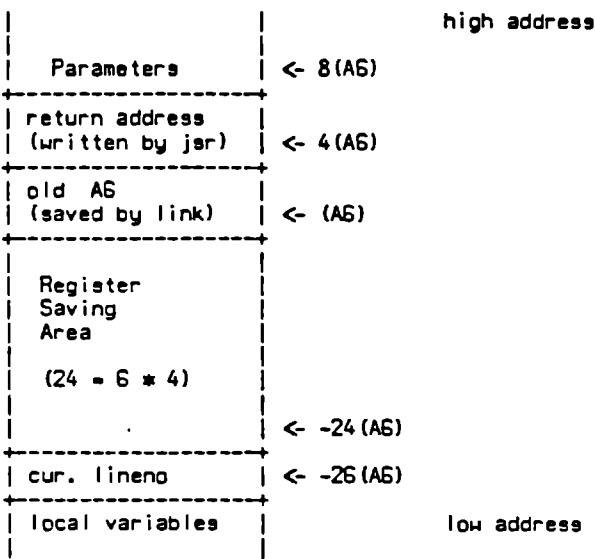 high address
Parameters <- 8(A6)
return address
(written by jsr) <- 4(A6)
old A6
(saved by link) <- (A6)
Register
Saving
Area
(24 = 6 * 4)
<- -24(A6)
cur. lineno <- -26(A6)
local variables low address